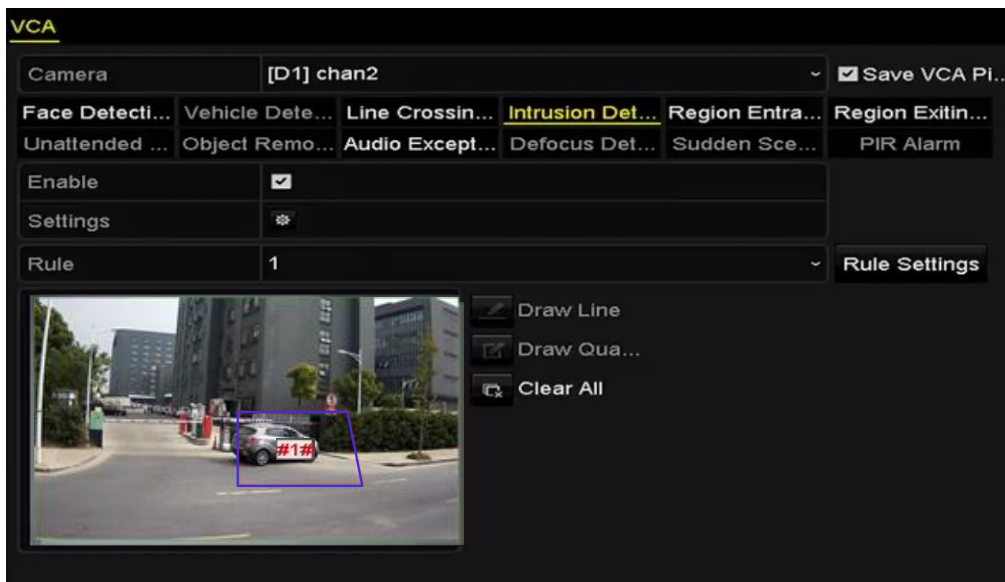 VCA
Camera [D1] chan2 Save VCA Pi...
Face Detecti... Vehicle Dete... Line Crossin... Intrusion Det... Region Entra... Region Exitin...
Unattended ... Object Remo... Audio Except... Defocus Det... Sudden Sce... PIR Alarm
Enable
Settings
Rule 1 Rule Settings
Draw Line
Draw Qua...
Clear All
#1#